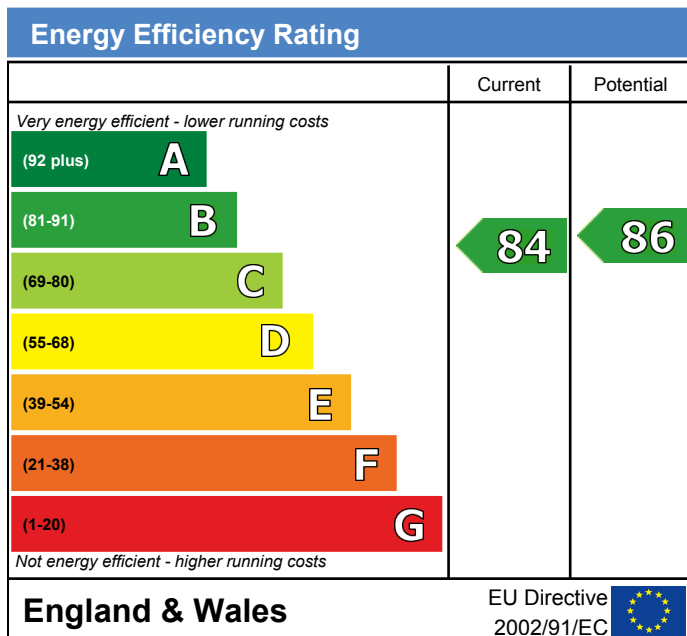 Energy Efficiency Rating
Current Potential
Very energy efficient - lower running costs
(92 plus) A
(81-91) B
84 86
(69-80) C
(55-68) D
(39-54) E
(21-38) F
(1-20) G
Not energy efficient - higher running costs
England & Wales
EU Directive
2002/91/EC